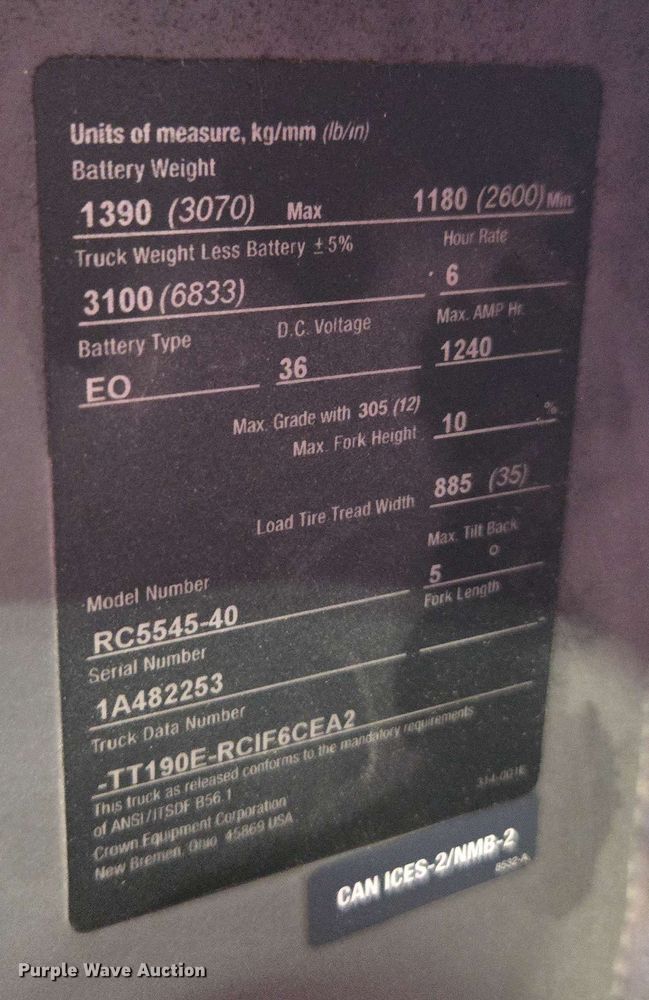 Units of measure, kg/mm (lb/in)
Battery Weight
1390 (3070) Max 1180 (2600) Min
Truck Weight Less Battery ±5% Hour Rate
3100 (6833) 6
Battery Type D.C. Voltage Max. AMP Hr.
EO 36 1240
Max. Grade with 305 (12)
Max. Fork Height 10 %
Load Tire Tread Width 885 (35)
Max. Tilt Back
5 °
Model Number Fork Length
RC5545-40
Serial Number
1A482253
Truck Data Number
-TT190E-RCIF6CEA2
This truck as released conforms to the mandatory requirements
of ANSI/ITSDF B56.1
Crown Equipment Corporation
New Bremen, Ohio 45869 USA
CAN ICES-2/NMB-2
8532-A
Purple Wave Auction